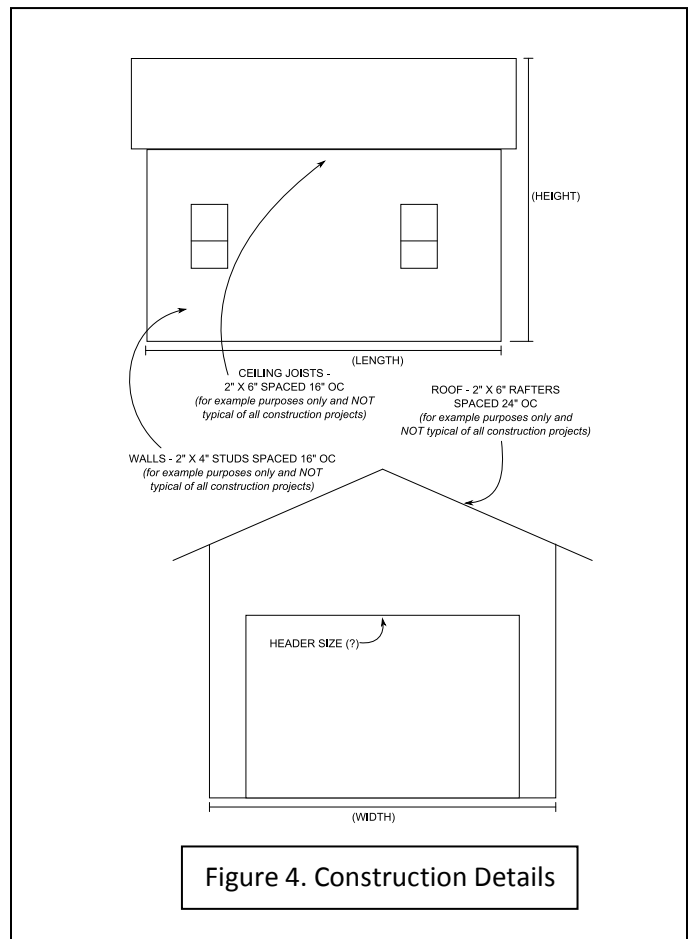 (HEIGHT)
(LENGTH)
CEILING JOISTS -
2" X 6" SPACED 16" OC
(for example purposes only and NOT
typical of all construction projects)
ROOF - 2" X 6" RAFTERS
SPACED 24" OC
(for example purposes only and
NOT typical of all construction projects)
WALLS - 2" X 4" STUDS SPACED 16" OC
(for example purposes only and NOT
typical of all construction projects)
HEADER SIZE (?)
(WIDTH)
Figure 4. Construction Details